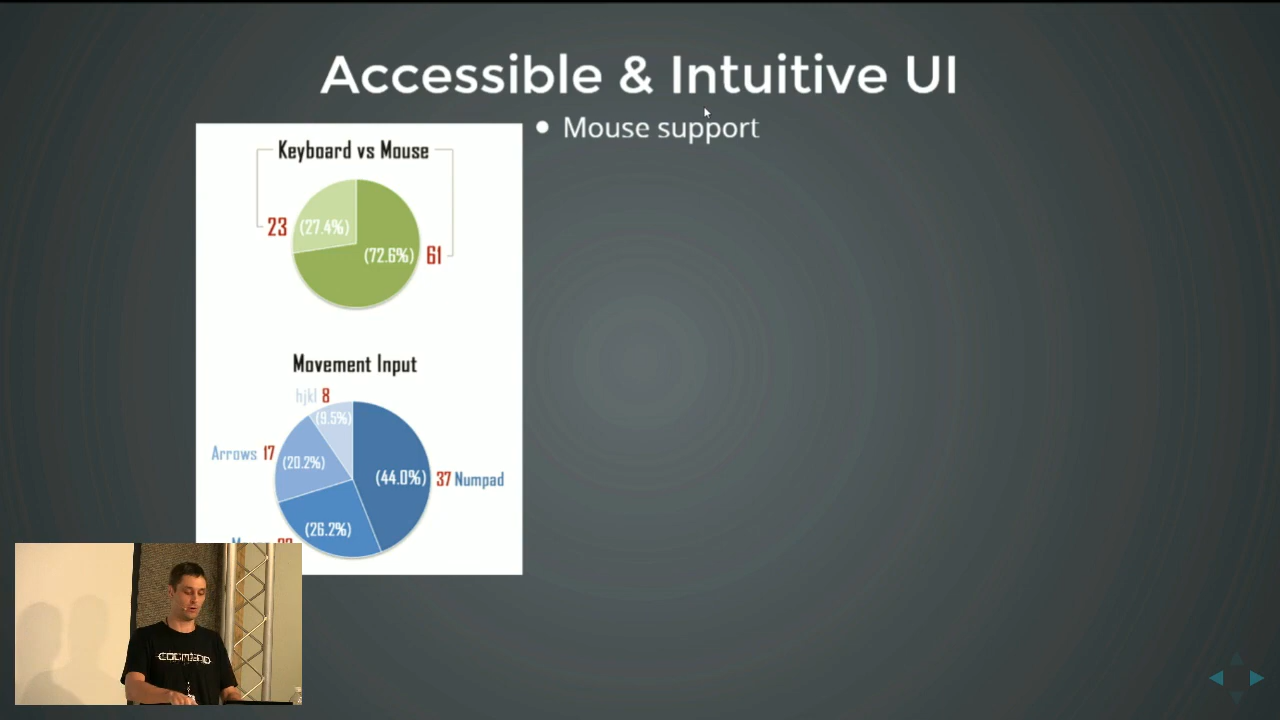 Accessible & Intuitive UI
Mouse support
Keyboard vs Mouse
23 (27.4%)
(72.6%) 61
Movement Input
hjkl 8
(9.5%)
Arrows 17
(20.2%)
(44.0%) 37 Numpad
(26.2%)
COGMIND